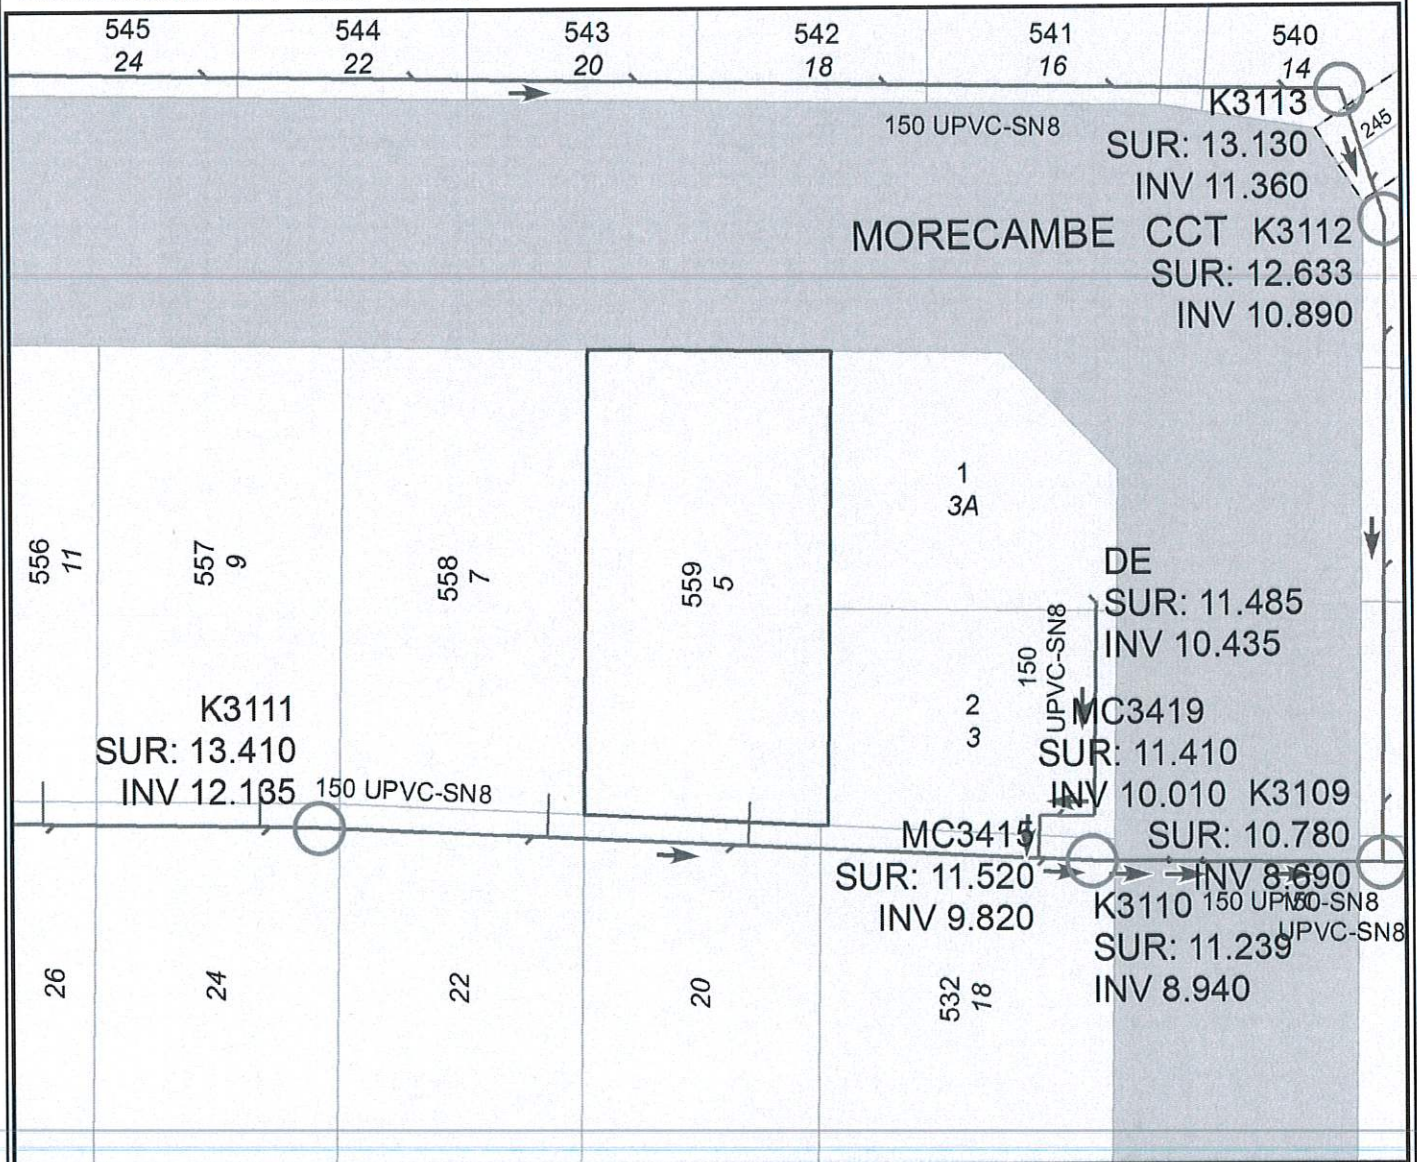 545
24
544
22
543
20
542
18
541
16
540
14
150 UPVC-SN8
K3113
SUR: 13.130
INV 11.360
245
MORECAMBE CCT
K3112
SUR: 12.633
INV 10.890
556
11
557
9
558
7
559
5
1
3A
DE
SUR: 11.485
INV 10.435
150
UPVC-SN8
2
3
K3111
SUR: 13.410
INV 12.135
150 UPVC-SN8
MC3419
SUR: 11.410
INV 10.010
K3109
SUR: 10.780
INV 8.690
MC3415
SUR: 11.520
INV 9.820
K3110
SUR: 11.239
INV 8.940
150 UPVC-SN8
150
UPVC-SN8
26
24
22
20
532
18